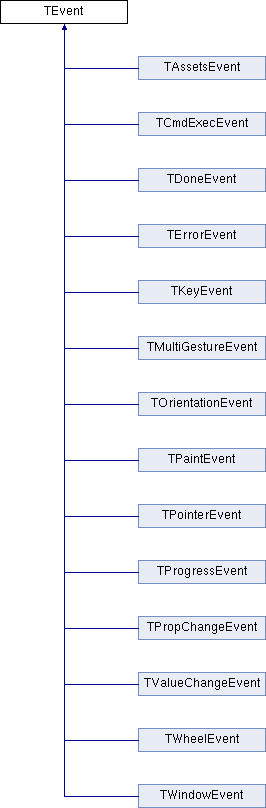 TEvent
TAssetsEvent
TCmdExecEvent
TDoneEvent
TErrorEvent
TKeyEvent
TMultiGestureEvent
TOrientationEvent
TPaintEvent
TPointerEvent
TProgressEvent
TPropChangeEvent
TValueChangeEvent
TWheelEvent
TWindowEvent